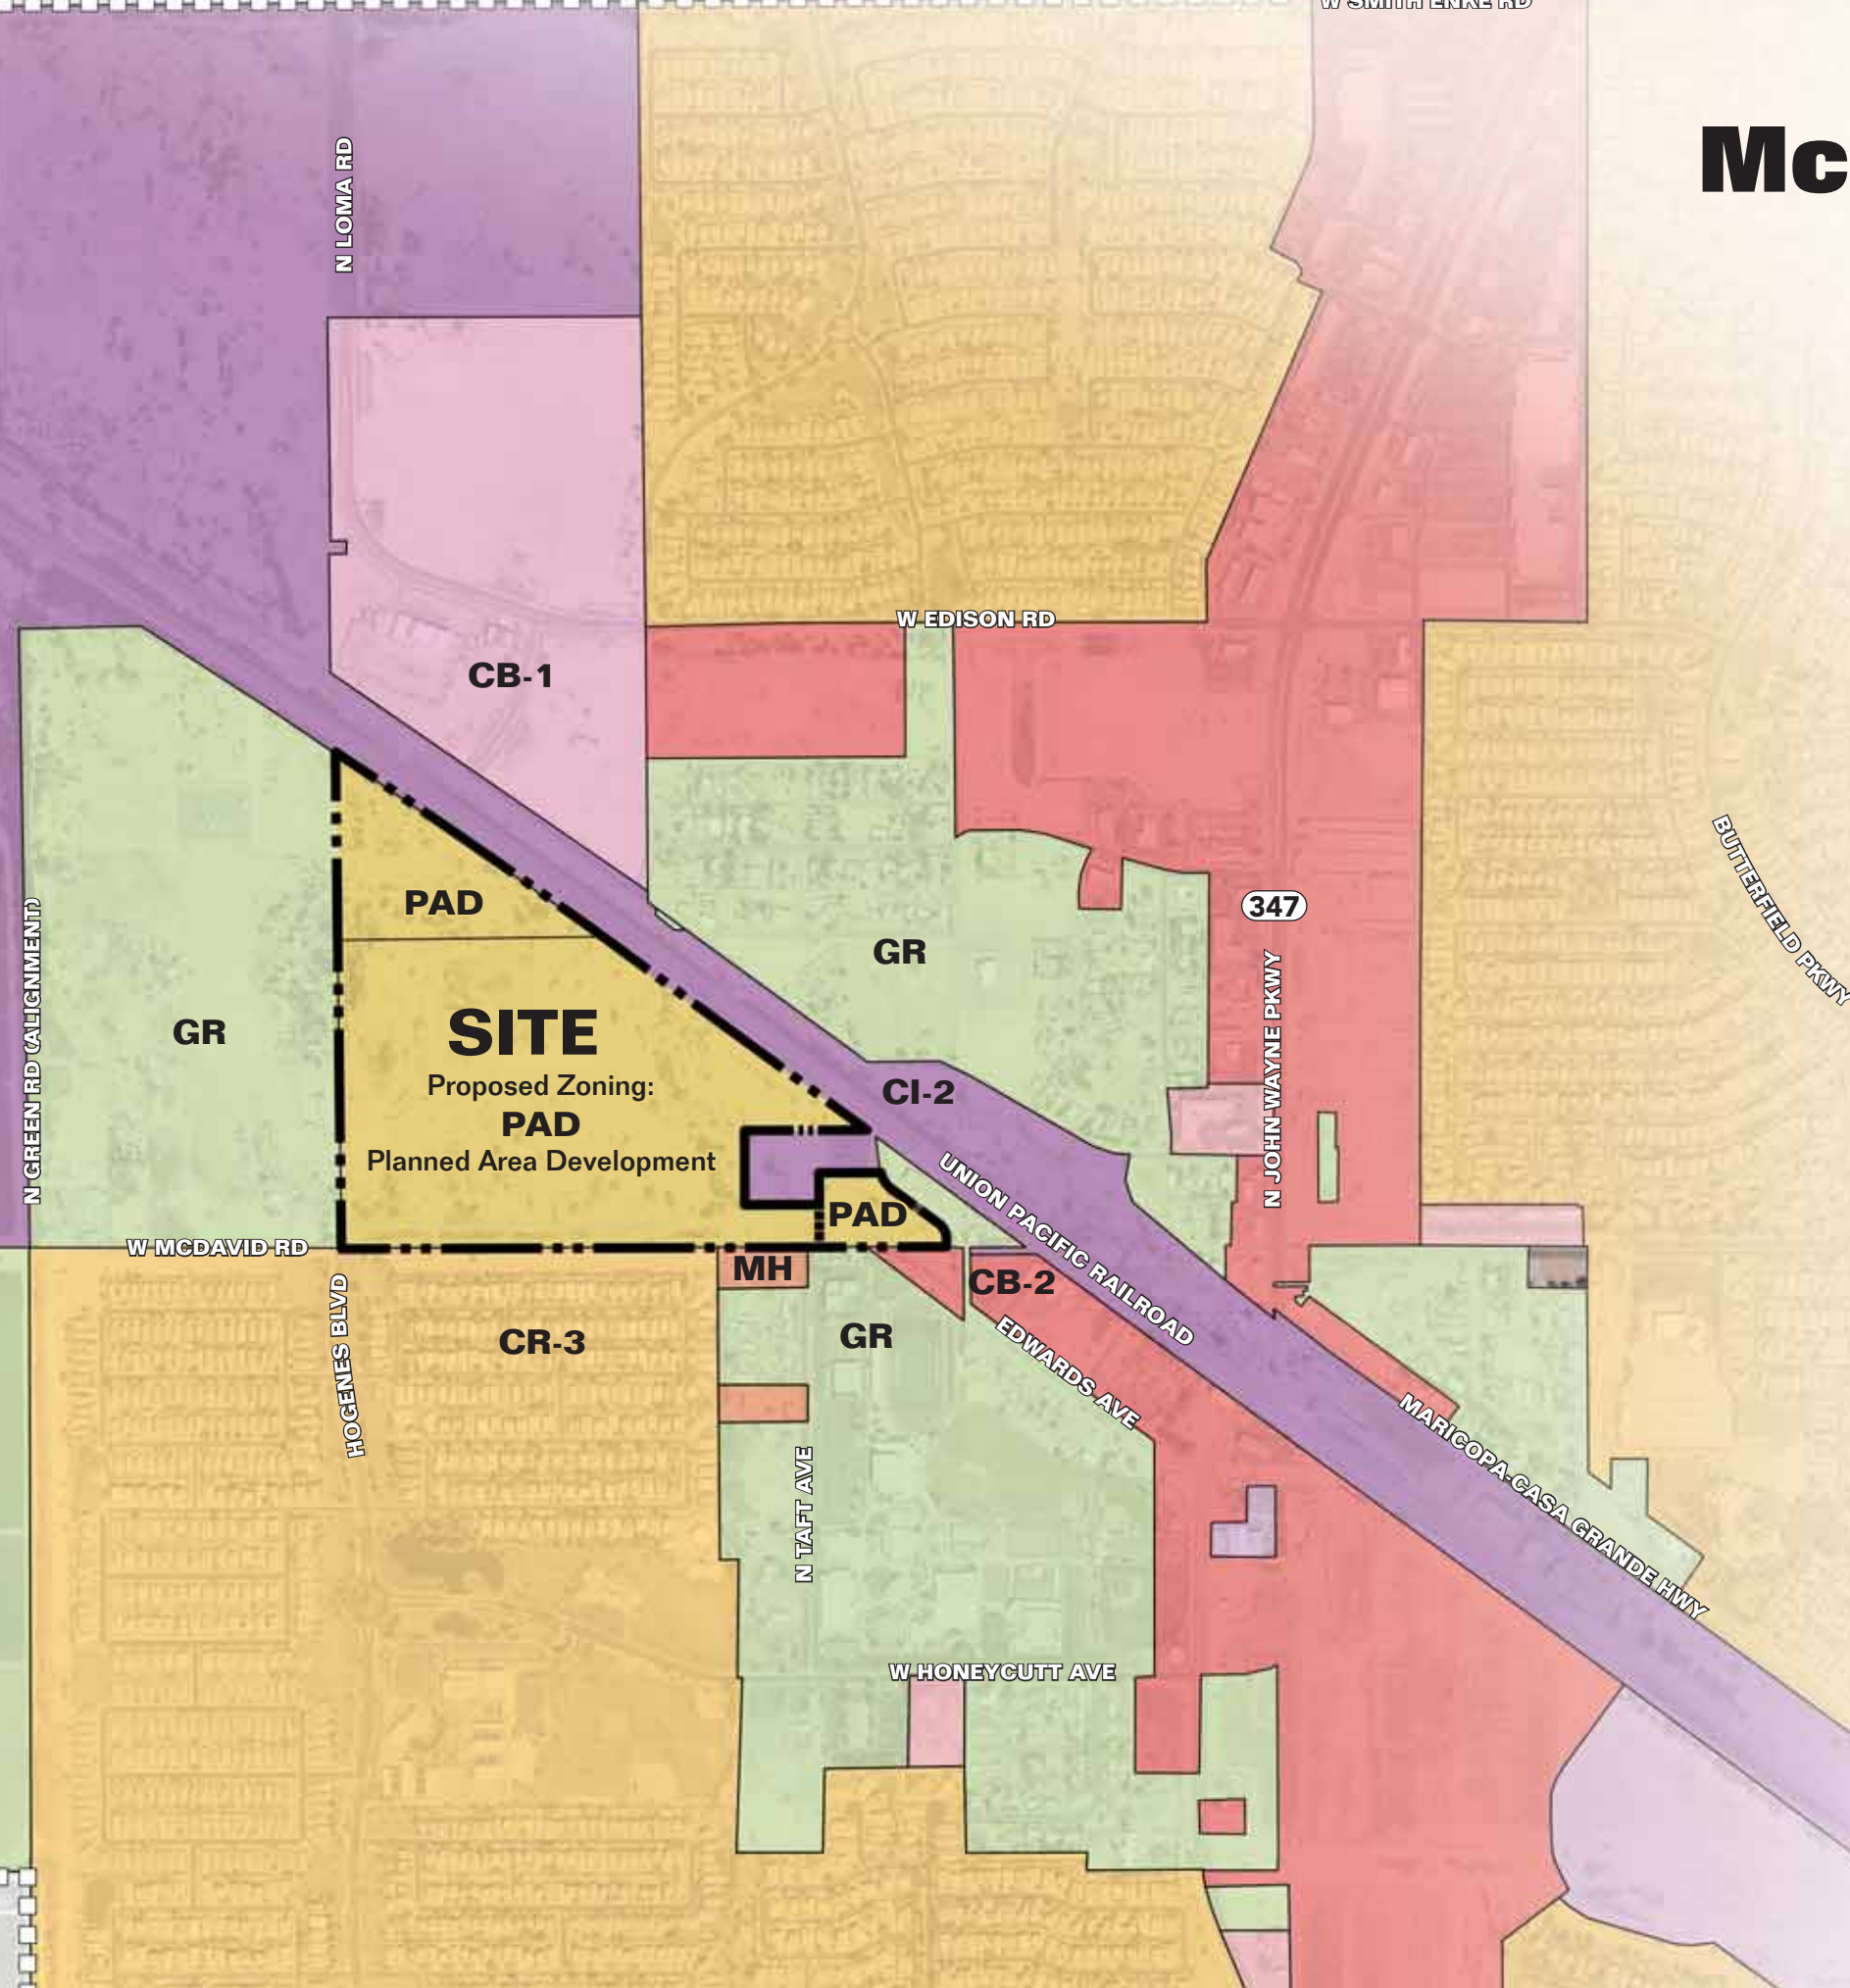 W SMITH ENKE RD
Mc
N LOMA RD
W EDISON RD
CB-1
BUTTERFIELD PKWY
PAD
347
GR
N GREEN RD (ALIGNMENT)
N JOHN WAYNE PKWY
SITE
GR
Proposed Zoning:
PAD
Planned Area Development
CI-2
UNION PACIFIC RAILROAD
PAD
W MCDAVID RD
MH
CB-2
HOGENES BLVD
CR-3
GR
EDWARDS AVE
MARICOPA-CASA GRANDE HWY
N TAFT AVE
W HONEYCUTT AVE